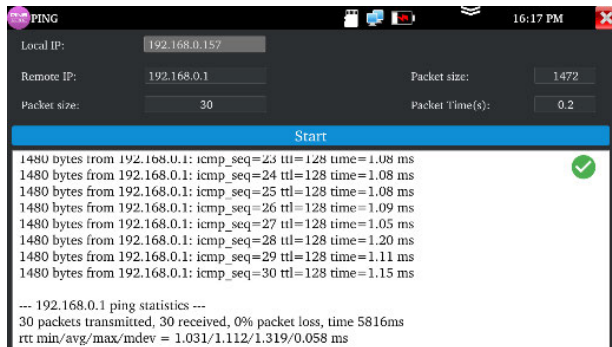 PING 16:17 PM
Local IP: 192.168.0.157
Remote IP: 192.168.0.1 Packet size: 1472
Packet size: 30 Packet Time(s): 0.2
Start
1480 bytes from 192.168.0.1: icmp_seq=23 ttl=128 time=1.08 ms
1480 bytes from 192.168.0.1: icmp_seq=24 ttl=128 time=1.08 ms
1480 bytes from 192.168.0.1: icmp_seq=25 ttl=128 time=1.08 ms
1480 bytes from 192.168.0.1: icmp_seq=26 ttl=128 time=1.09 ms
1480 bytes from 192.168.0.1: icmp_seq=27 ttl=128 time=1.05 ms
1480 bytes from 192.168.0.1: icmp_seq=28 ttl=128 time=1.20 ms
1480 bytes from 192.168.0.1: icmp_seq=29 ttl=128 time=1.11 ms
1480 bytes from 192.168.0.1: icmp_seq=30 ttl=128 time=1.15 ms
--- 192.168.0.1 ping statistics ---
30 packets transmitted, 30 received, 0% packet loss, time 5816ms
rtt min/avg/max/mdev = 1.031/1.112/1.319/0.058 ms